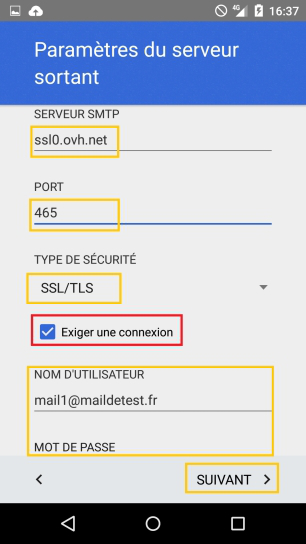 4G 16:37
Paramètres du serveur
sortant
SERVEUR SMTP
ssl0.ovh.net
PORT
465
TYPE DE SÉCURITÉ
SSL/TLS
Exiger une connexion
NOM D'UTILISATEUR
mail1@maildetest.fr
MOT DE PASSE
SUIVANT